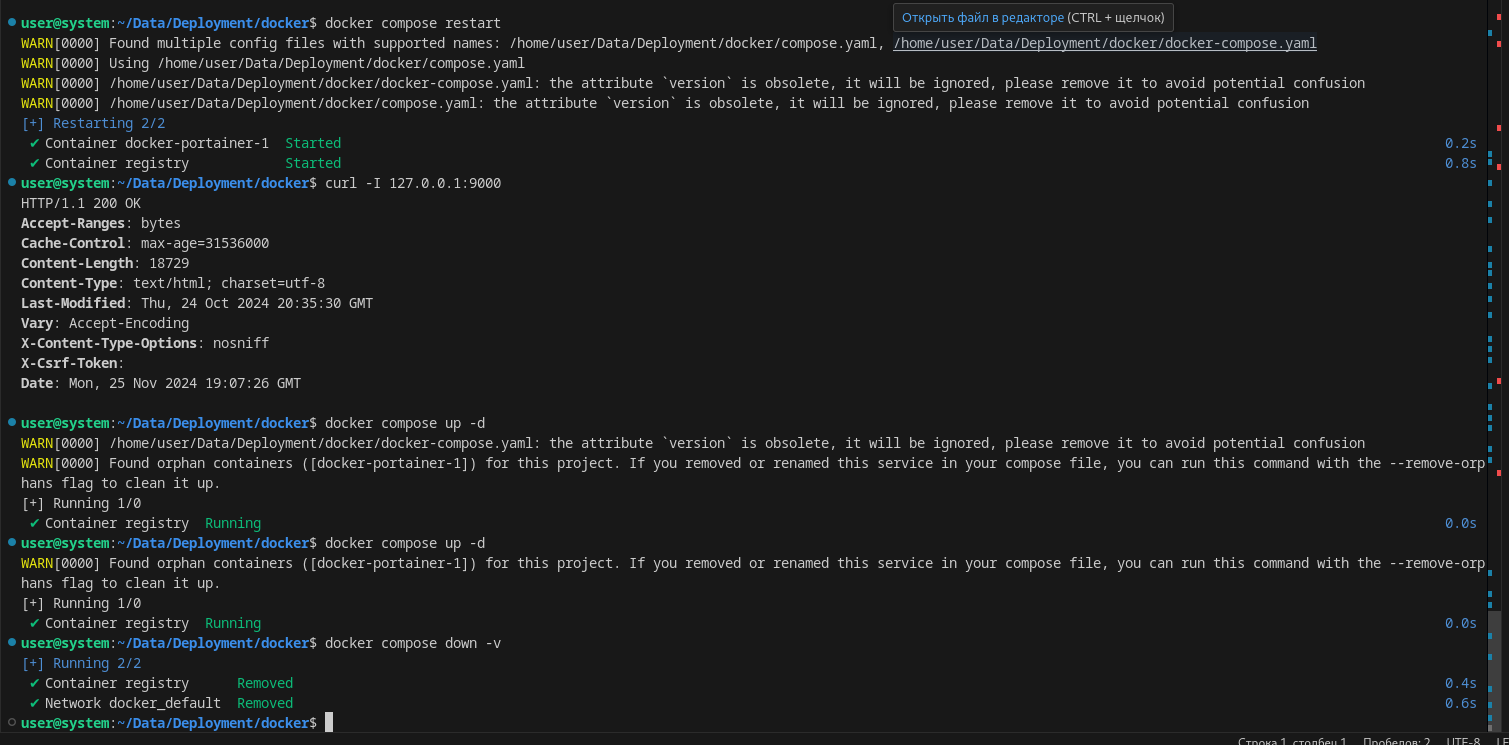 user@system:~/Data/Deployment/docker$ docker compose restart
Открыть файл в редакторе (CTRL + щелчок)
WARN[0000] Found multiple config files with supported names: /home/user/Data/Deployment/docker/compose.yaml, /home/user/Data/Deployment/docker/docker-compose.yaml
WARN[0000] Using /home/user/Data/Deployment/docker/compose.yaml
WARN[0000] /home/user/Data/Deployment/docker/docker-compose.yaml: the attribute `version` is obsolete, it will be ignored, please remove it to avoid potential confusion
WARN[0000] /home/user/Data/Deployment/docker/compose.yaml: the attribute `version` is obsolete, it will be ignored, please remove it to avoid potential confusion
[+] Restarting 2/2
✔ Container docker-portainer-1  Started 0.2s
✔ Container registry            Started 0.8s
user@system:~/Data/Deployment/docker$ curl -I 127.0.0.1:9000
HTTP/1.1 200 OK
Accept-Ranges: bytes
Cache-Control: max-age=31536000
Content-Length: 18729
Content-Type: text/html; charset=utf-8
Last-Modified: Thu, 24 Oct 2024 20:35:30 GMT
Vary: Accept-Encoding
X-Content-Type-Options: nosniff
X-Csrf-Token:
Date: Mon, 25 Nov 2024 19:07:26 GMT
user@system:~/Data/Deployment/docker$ docker compose up -d
WARN[0000] /home/user/Data/Deployment/docker/docker-compose.yaml: the attribute `version` is obsolete, it will be ignored, please remove it to avoid potential confusion
WARN[0000] Found orphan containers ([docker-portainer-1]) for this project. If you removed or renamed this service in your compose file, you can run this command with the --remove-orp
hans flag to clean it up.
[+] Running 1/0
✔ Container registry  Running 0.0s
user@system:~/Data/Deployment/docker$ docker compose up -d
WARN[0000] Found orphan containers ([docker-portainer-1]) for this project. If you removed or renamed this service in your compose file, you can run this command with the --remove-orp
hans flag to clean it up.
[+] Running 1/0
✔ Container registry  Running 0.0s
user@system:~/Data/Deployment/docker$ docker compose down -v
[+] Running 2/2
✔ Container registry      Removed 0.4s
✔ Network docker_default  Removed 0.6s
user@system:~/Data/Deployment/docker$
Строка 1, столбец 1 Пробелов: 2 UTF-8 LF